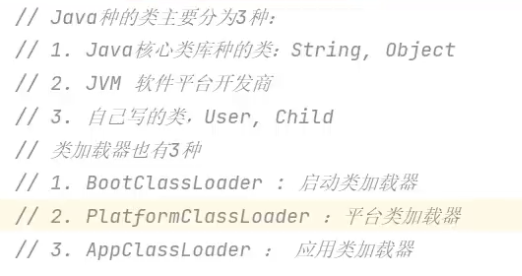 // Java种的类主要分为3种：
// 1. Java核心类库种的类：String, Object
// 2. JVM 软件平台开发商
// 3. 自己写的类，User, Child
// 类加载器也有3种
// 1. BootClassLoader : 启动类加载器
// 2. PlatformClassLoader : 平台类加载器
// 3. AppClassLoader : 应用类加载器